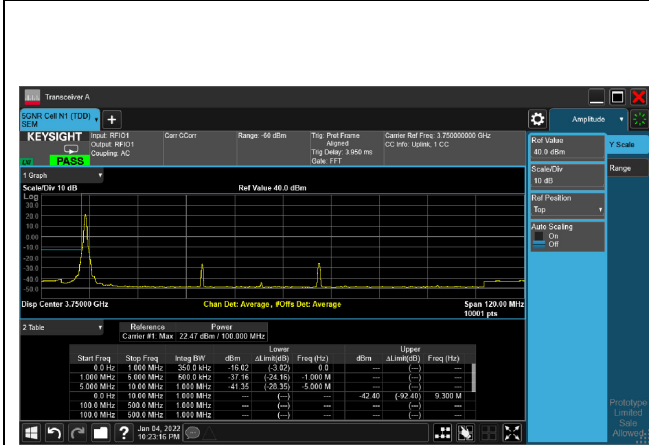 Transceiver A
5GNR Cell N1 (TDD)
SEM
Amplitude
KEYSIGHT
PASS
Input: RFIO1
Output: RFIO1
Coupling: AC
Corr CCorr
Range: -60 dBm
Trig: Prot Frame
Aligned
Trig Delay: 3.950 ms
Gate: FFT
Carrier Ref Freq: 3.750000000 GHz
CC Info: Uplink, 1 CC
Ref Value
40.0 dBm
Y Scale
Scale/Div
10 dB
Range
Ref Position
Top
Auto Scaling
On
Off
1 Graph
Scale/Div 10 dB
Ref Value 40.0 dBm
Log
30.0
20.0
10.0
0.00
-10.0
-20.0
-30.0
-40.0
-50.0
Disp Center 3.75000 GHz
Chan Det: Average, #Offs Det: Average
Span 120.00 MHz
10001 pts
2 Table
Reference Power
Carrier #1. Max 22.47 dBm / 100.000 MHz
Lower Upper
Start Freq Stop Freq Integ BW dBm ΔLimit(dB) Freq (Hz) dBm ΔLimit(dB) Freq (Hz)
0.0 Hz 1.000 MHz 350.0 kHz -16.02 (-3.02) 0.0 --- (---) ---
1.000 MHz 5.000 MHz 500.0 kHz -37.16 (-24.16) -1.000 M --- (---) ---
5.000 MHz 10.00 MHz 1.000 MHz -41.35 (-28.35) -5.000 M --- (---) ---
0.0 Hz 10.00 MHz 1.000 MHz --- (---) --- -42.40 (-92.40) 9.300 M
100.0 MHz 500.0 MHz 1.000 MHz --- (---) --- --- (---) ---
100.0 MHz 500.0 MHz 1.000 MHz --- (---) --- --- (---) ---
Prototype
Limited
Sale
Allowed
Jan 04, 2022
10:23:16 PM